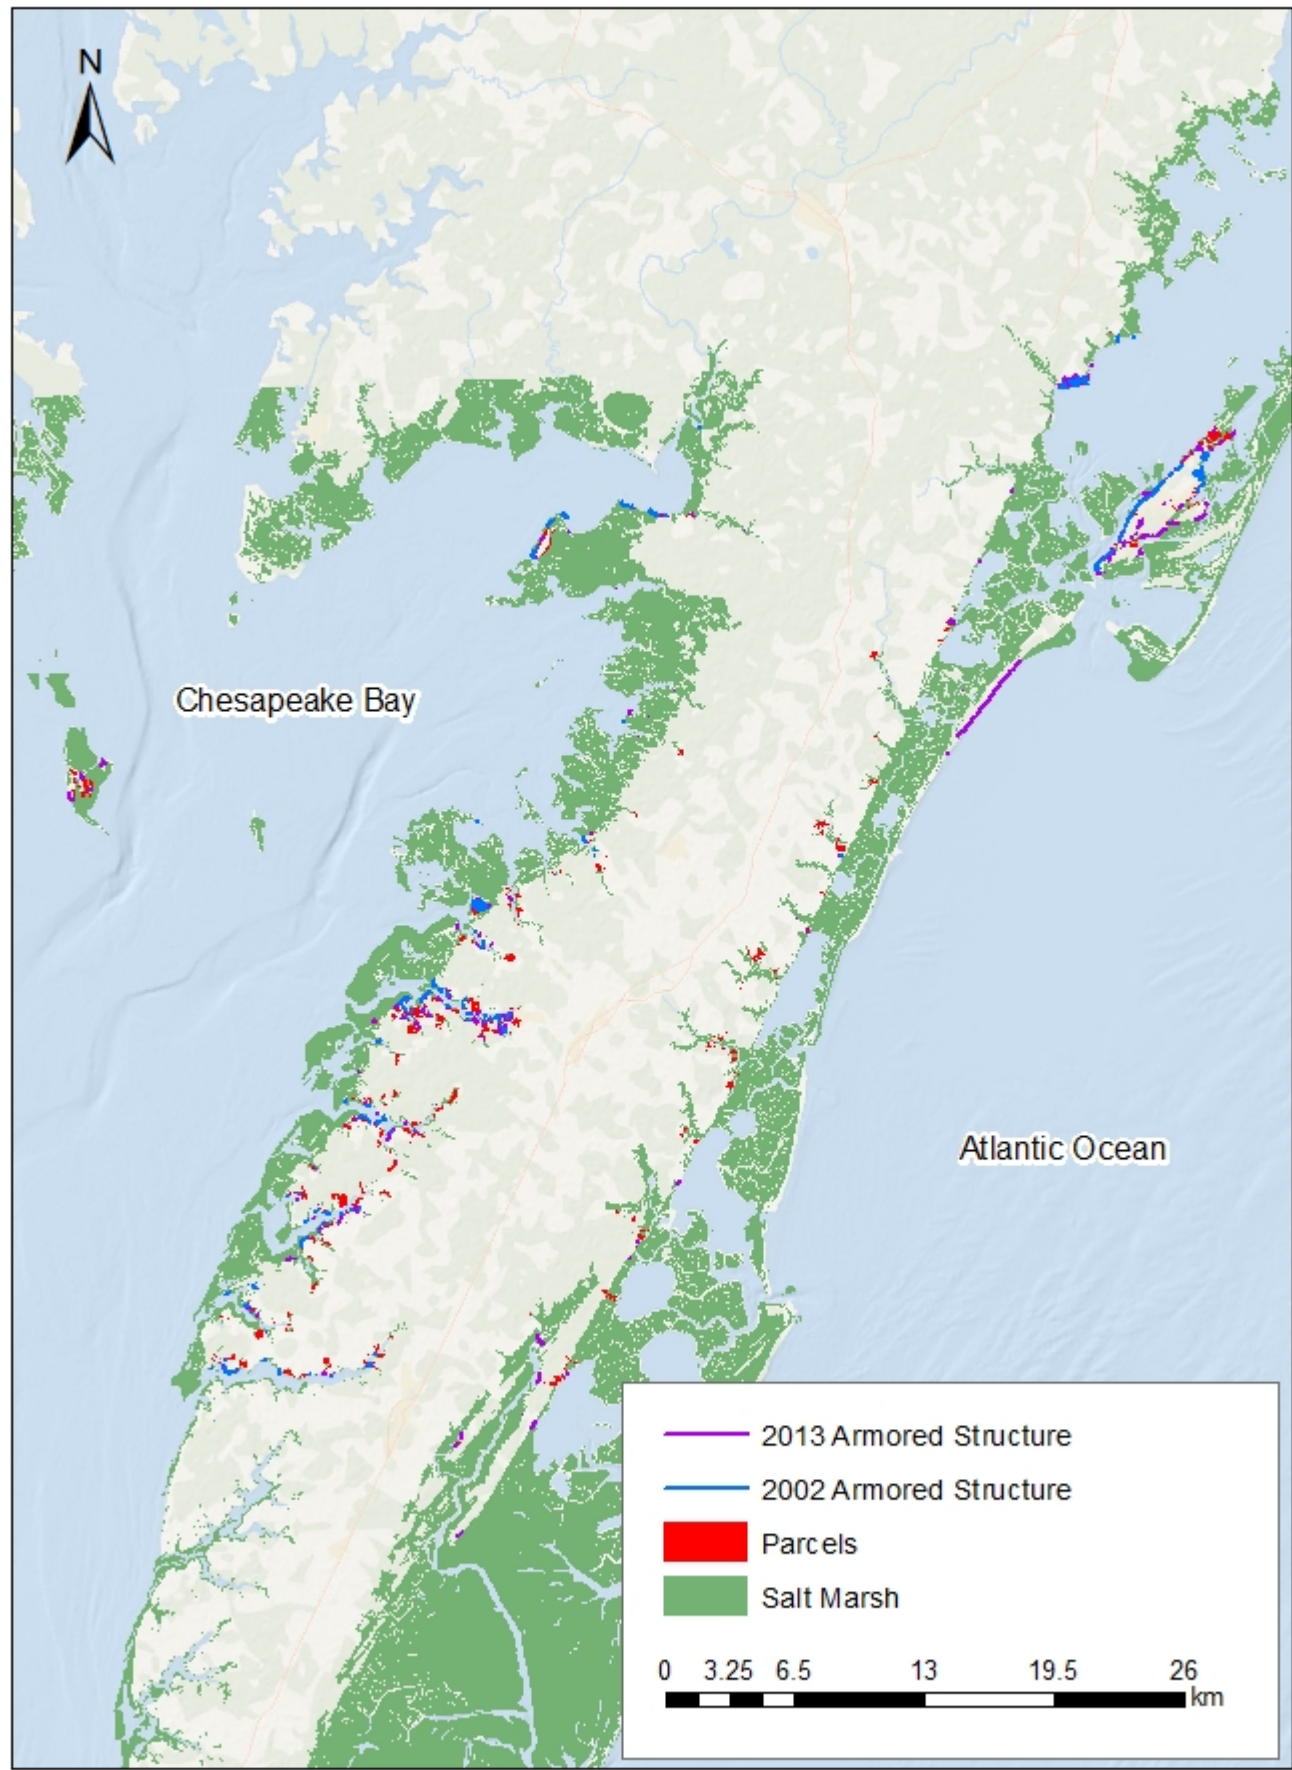 N
Chesapeake Bay
Atlantic Ocean
2013 Armored Structure
2002 Armored Structure
Parcels
Salt Marsh
0 3.25 6.5 13 19.5 26
km